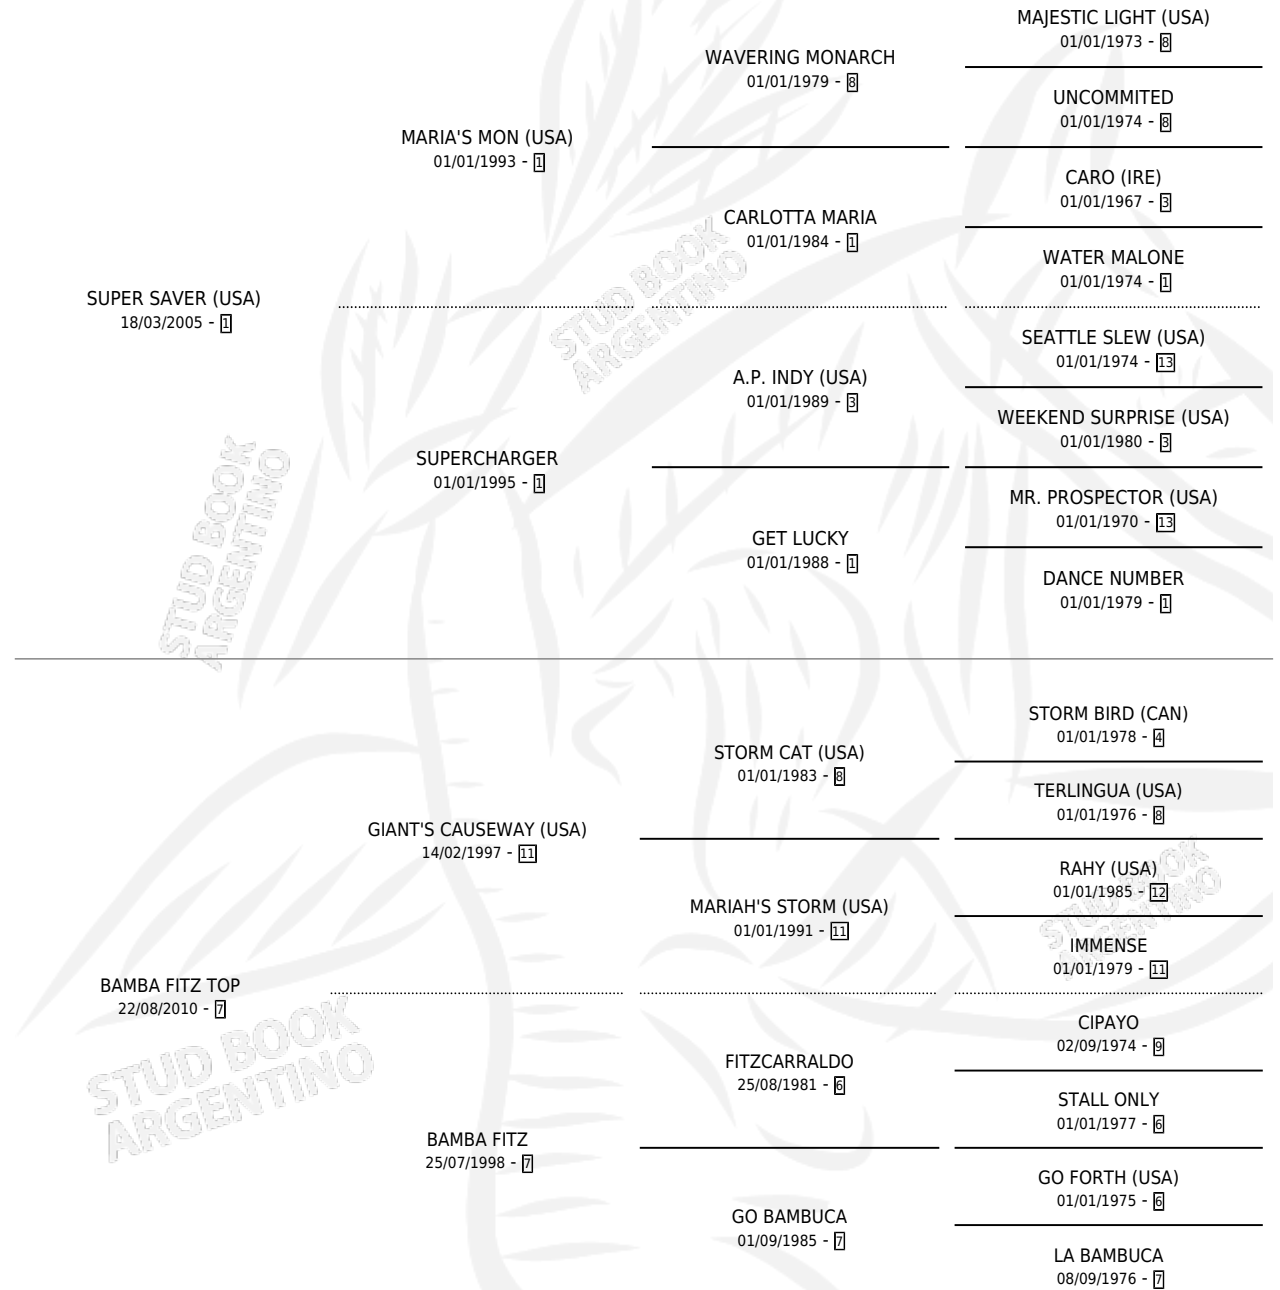 MAJESTIC LIGHT (USA)
01/01/1973 - 8
WAVERING MONARCH
01/01/1979 - 8
UNCOMMITED
01/01/1974 - 8
MARIA'S MON (USA)
01/01/1993 - 1
CARO (IRE)
01/01/1967 - 3
CARLOTTA MARIA
01/01/1984 - 1
WATER MALONE
01/01/1974 - 1
SUPER SAVER (USA)
18/03/2005 - 1
STUD BOOK
ARGENTINO
SEATTLE SLEW (USA)
01/01/1974 - 13
A.P. INDY (USA)
01/01/1989 - 3
WEEKEND SURPRISE (USA)
01/01/1980 - 3
SUPERCHARGER
01/01/1995 - 1
MR. PROSPECTOR (USA)
01/01/1970 - 13
GET LUCKY
01/01/1988 - 1
DANCE NUMBER
01/01/1979 - 1
STUD BOOK
ARGENTINO
STORM BIRD (CAN)
01/01/1978 - 4
STORM CAT (USA)
01/01/1983 - 8
TERLINGUA (USA)
01/01/1976 - 8
GIANT'S CAUSEWAY (USA)
14/02/1997 - 11
RAHY (USA)
01/01/1985 - 12
MARIAH'S STORM (USA)
01/01/1991 - 11
IMMENSE
01/01/1979 - 11
STUD BOOK
ARGENTINO
BAMBA FITZ TOP
22/08/2010 - 7
CIPAYO
02/09/1974 - 9
FITZCARRALDO
25/08/1981 - 6
STALL ONLY
01/01/1977 - 6
STUD BOOK
ARGENTINO
BAMBA FITZ
25/07/1998 - 7
GO FORTH (USA)
01/01/1975 - 6
GO BAMBUCA
01/09/1985 - 7
LA BAMBUCA
08/09/1976 - 7